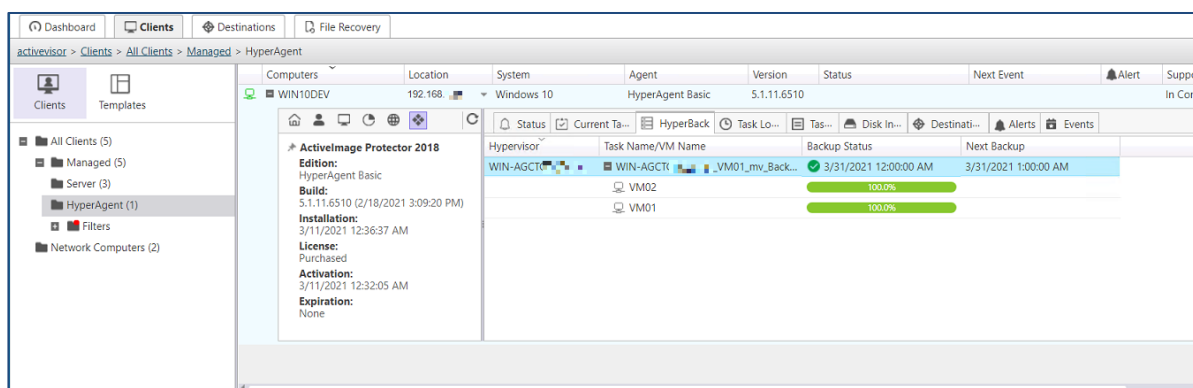 Dashboard Clients Destinations File Recovery
activevisor > Clients > All Clients > Managed > HyperAgent
Clients Templates
All Clients (5)
Managed (5)
Server (3)
HyperAgent (1)
Filters
Network Computers (2)
Computers Location System Agent Version Status Next Event Alert Suppo
WIN10DEV 192.168. Windows 10 HyperAgent Basic 5.1.11.6510 In Con
ActiveImage Protector 2018
Edition:
HyperAgent Basic
Build:
5.1.11.6510 (2/18/2021 3:09:20 PM)
Installation:
3/11/2021 12:36:37 AM
License:
Purchased
Activation:
3/11/2021 12:32:05 AM
Expiration:
None
Status Current Ta... HyperBack Task Lo... Tas... Disk In... Destinati... Alerts Events
Hypervisor Task Name/VM Name Backup Status Next Backup
WIN-AGCT WIN-AGCT _VM01_mv_Back... 3/31/2021 12:00:00 AM 3/31/2021 1:00:00 AM
VM02 100.0%
VM01 100.0%